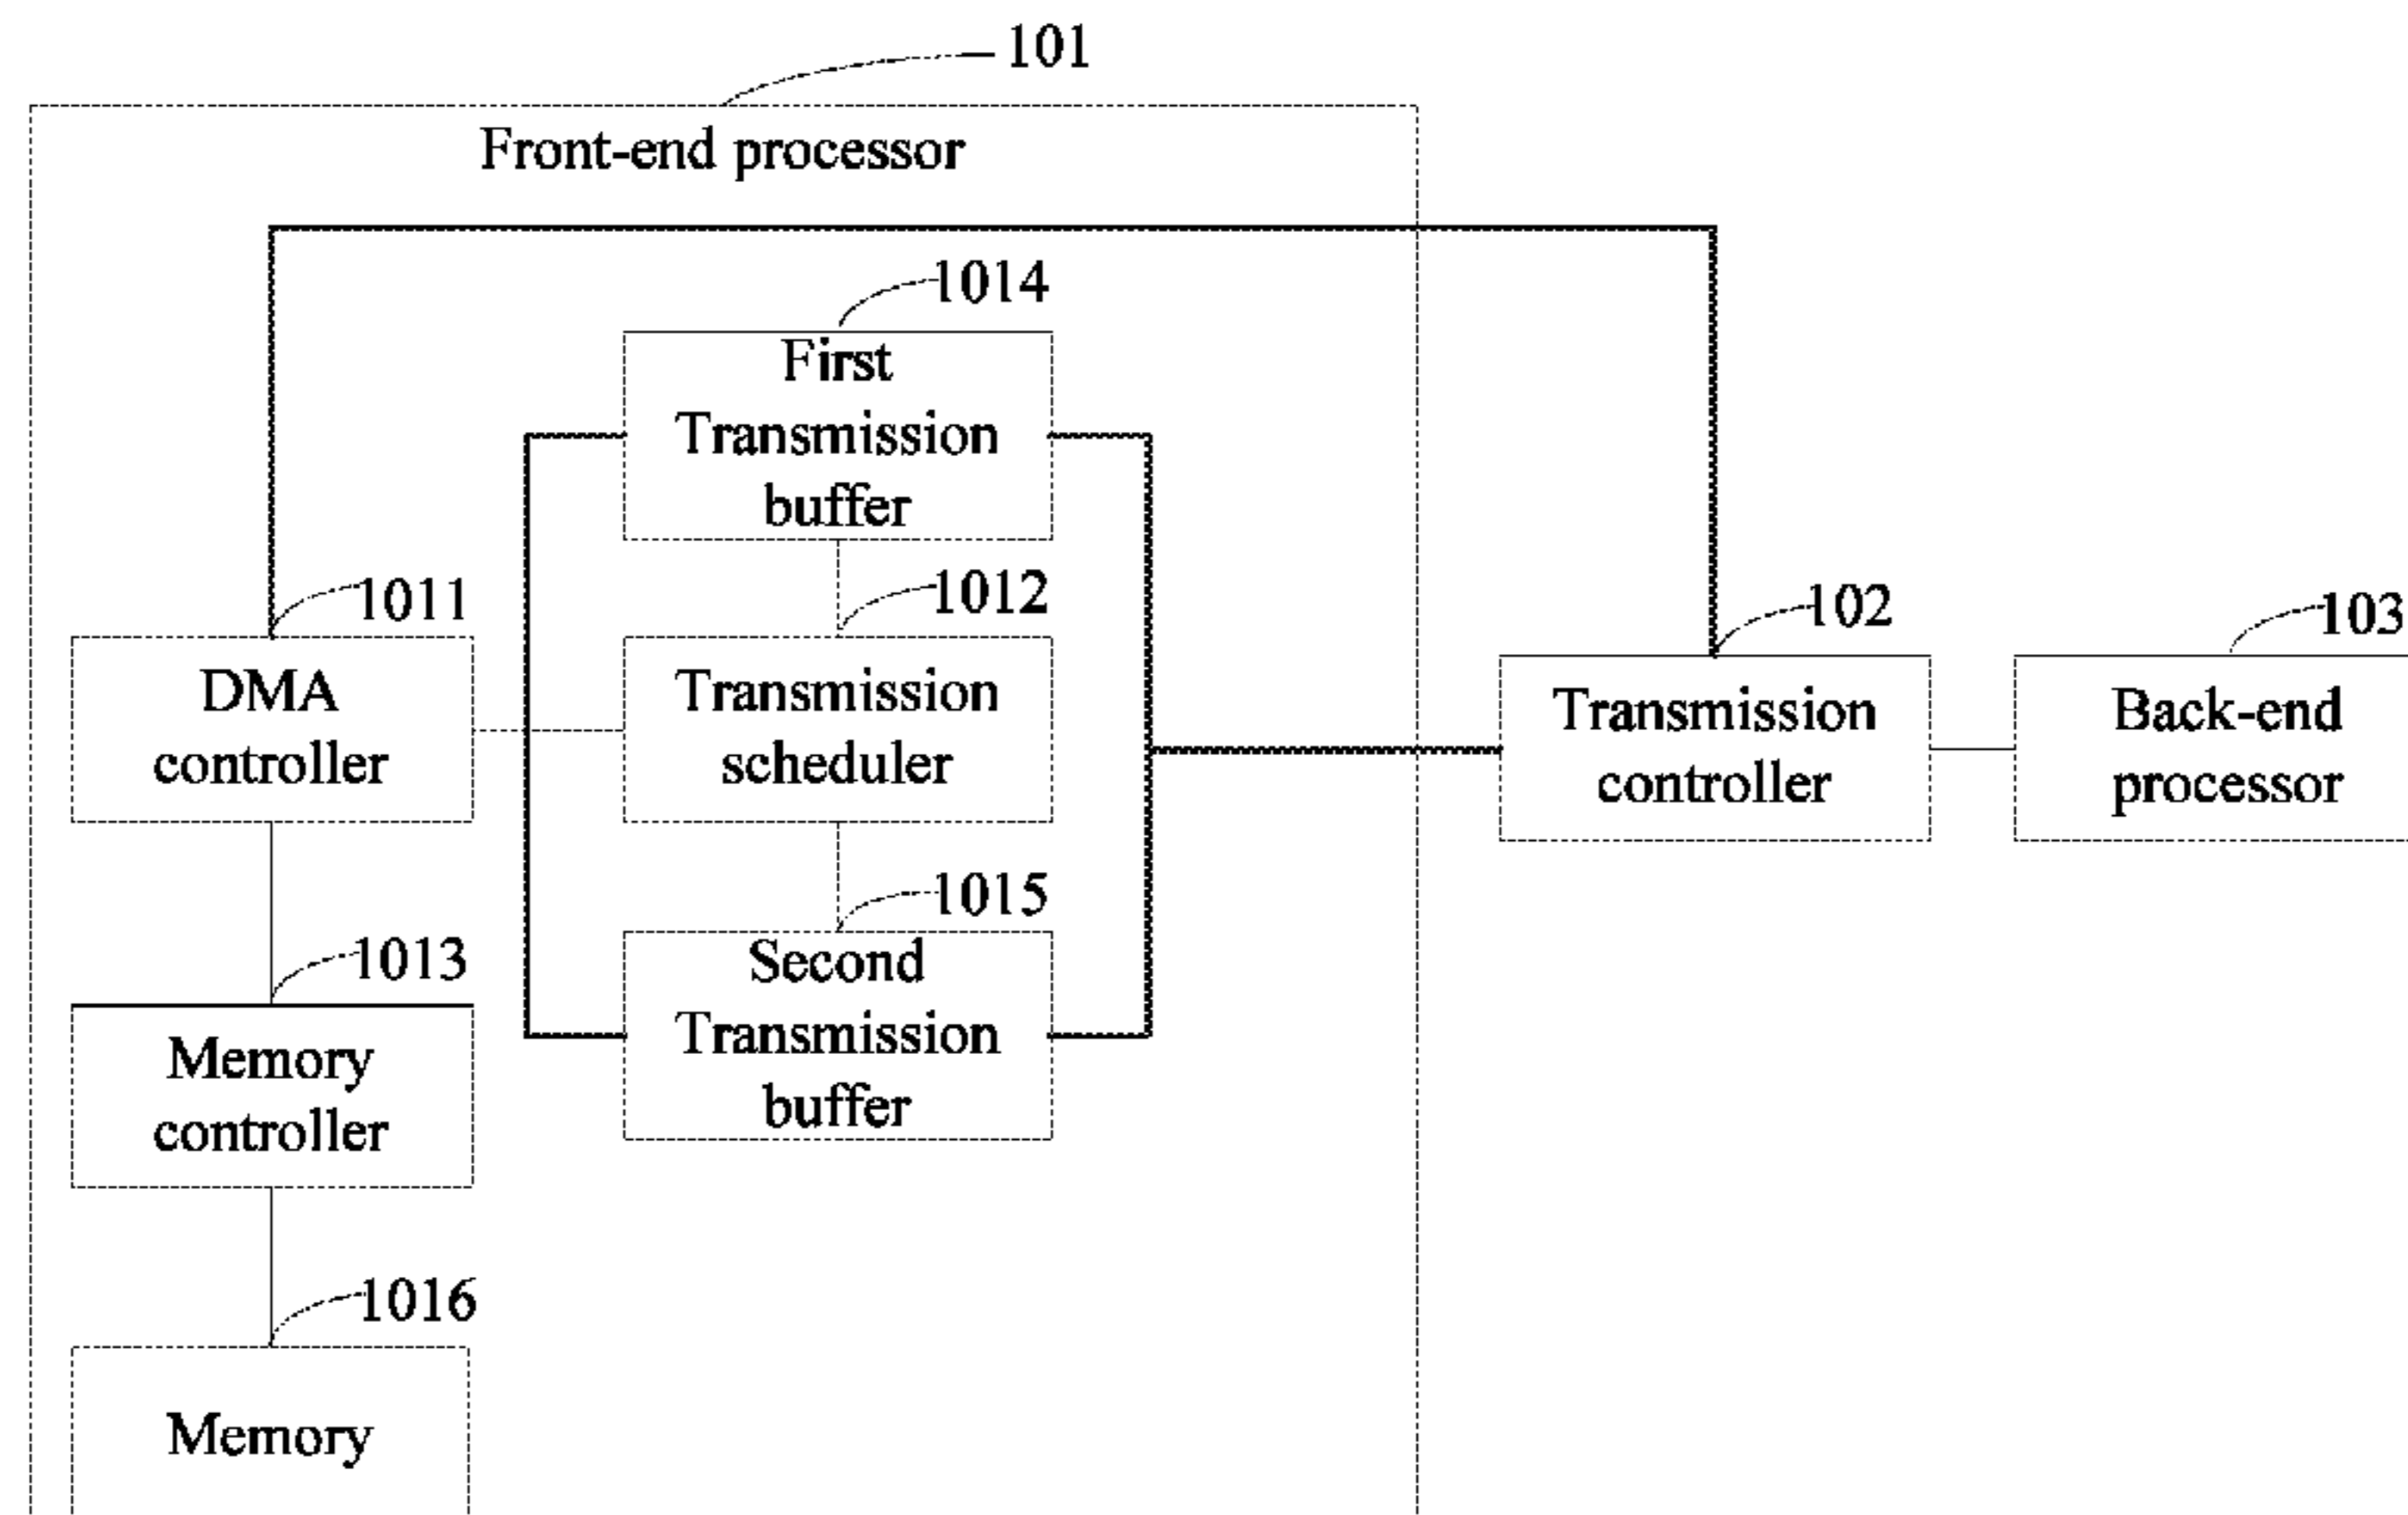 101
Front-end processor
1014
First
Transmission
buffer
1011
DMA
controller
1012
Transmission
scheduler
102
Transmission
controller
103
Back-end
processor
1015
Second
Transmission
buffer
1013
Memory
controller
1016
Memory